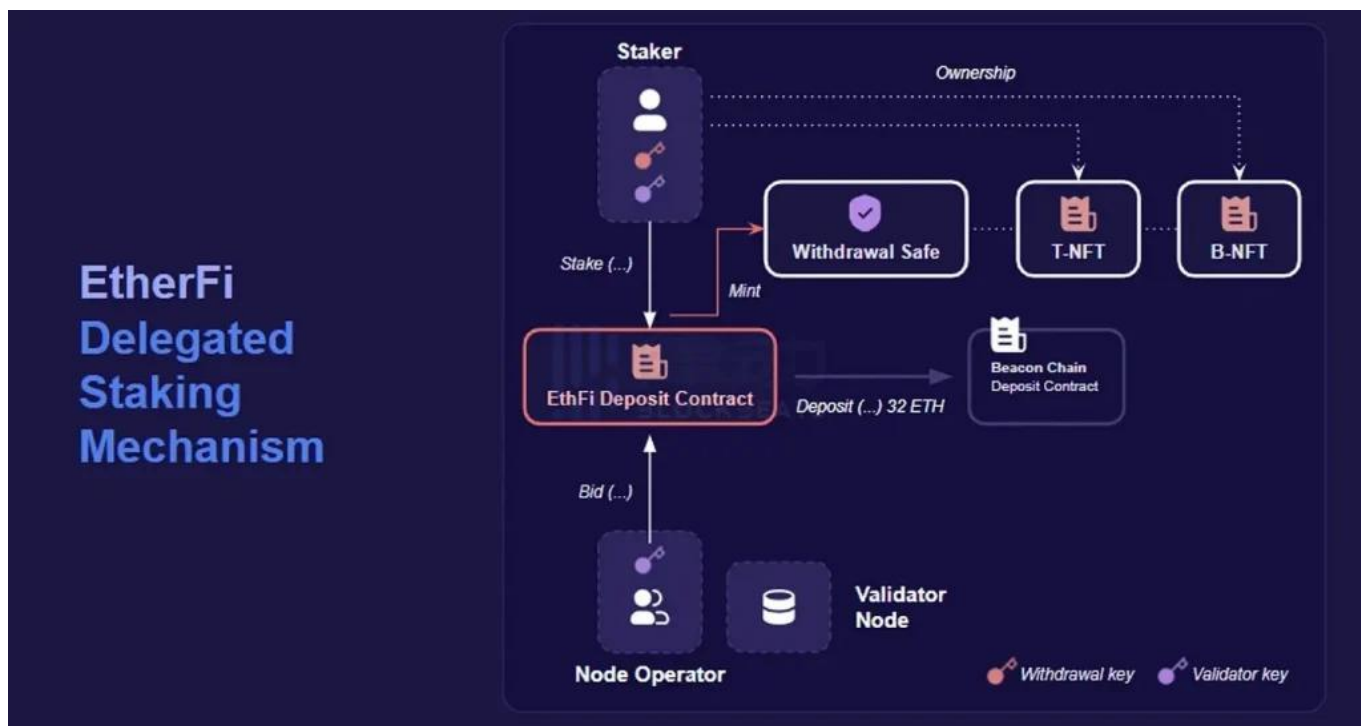 EtherFi
Delegated
Staking
Mechanism
Staker
Ownership
Withdrawal Safe
T-NFT
B-NFT
Stake (...)
Mint
EthFi Deposit Contract
Beacon Chain
Deposit Contract
Deposit (...) 32 ETH
Bid (...)
Validator
Node
Node Operator
Withdrawal key
Validator key